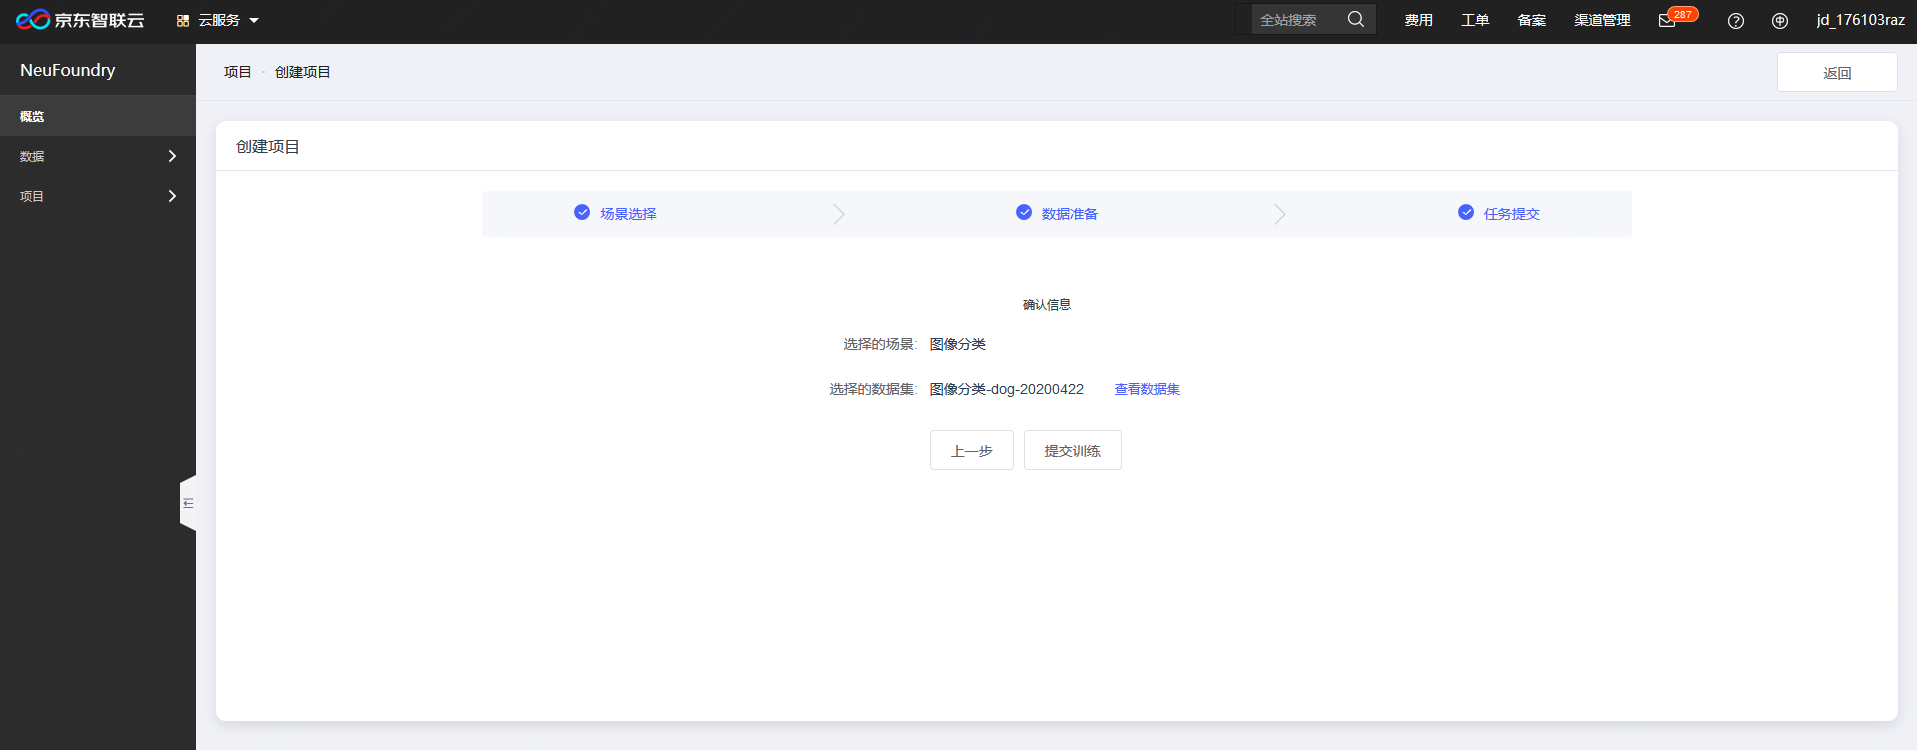 京东智联云 云服务 全站搜索 费用 工单 备案 渠道管理 287 jd_176103raz
NeuFoundry
概览
数据
项目
项目 · 创建项目 返回
创建项目
场景选择 数据准备 任务提交
确认信息
选择的场景: 图像分类
选择的数据集: 图像分类-dog-20200422 查看数据集
上一步 提交训练